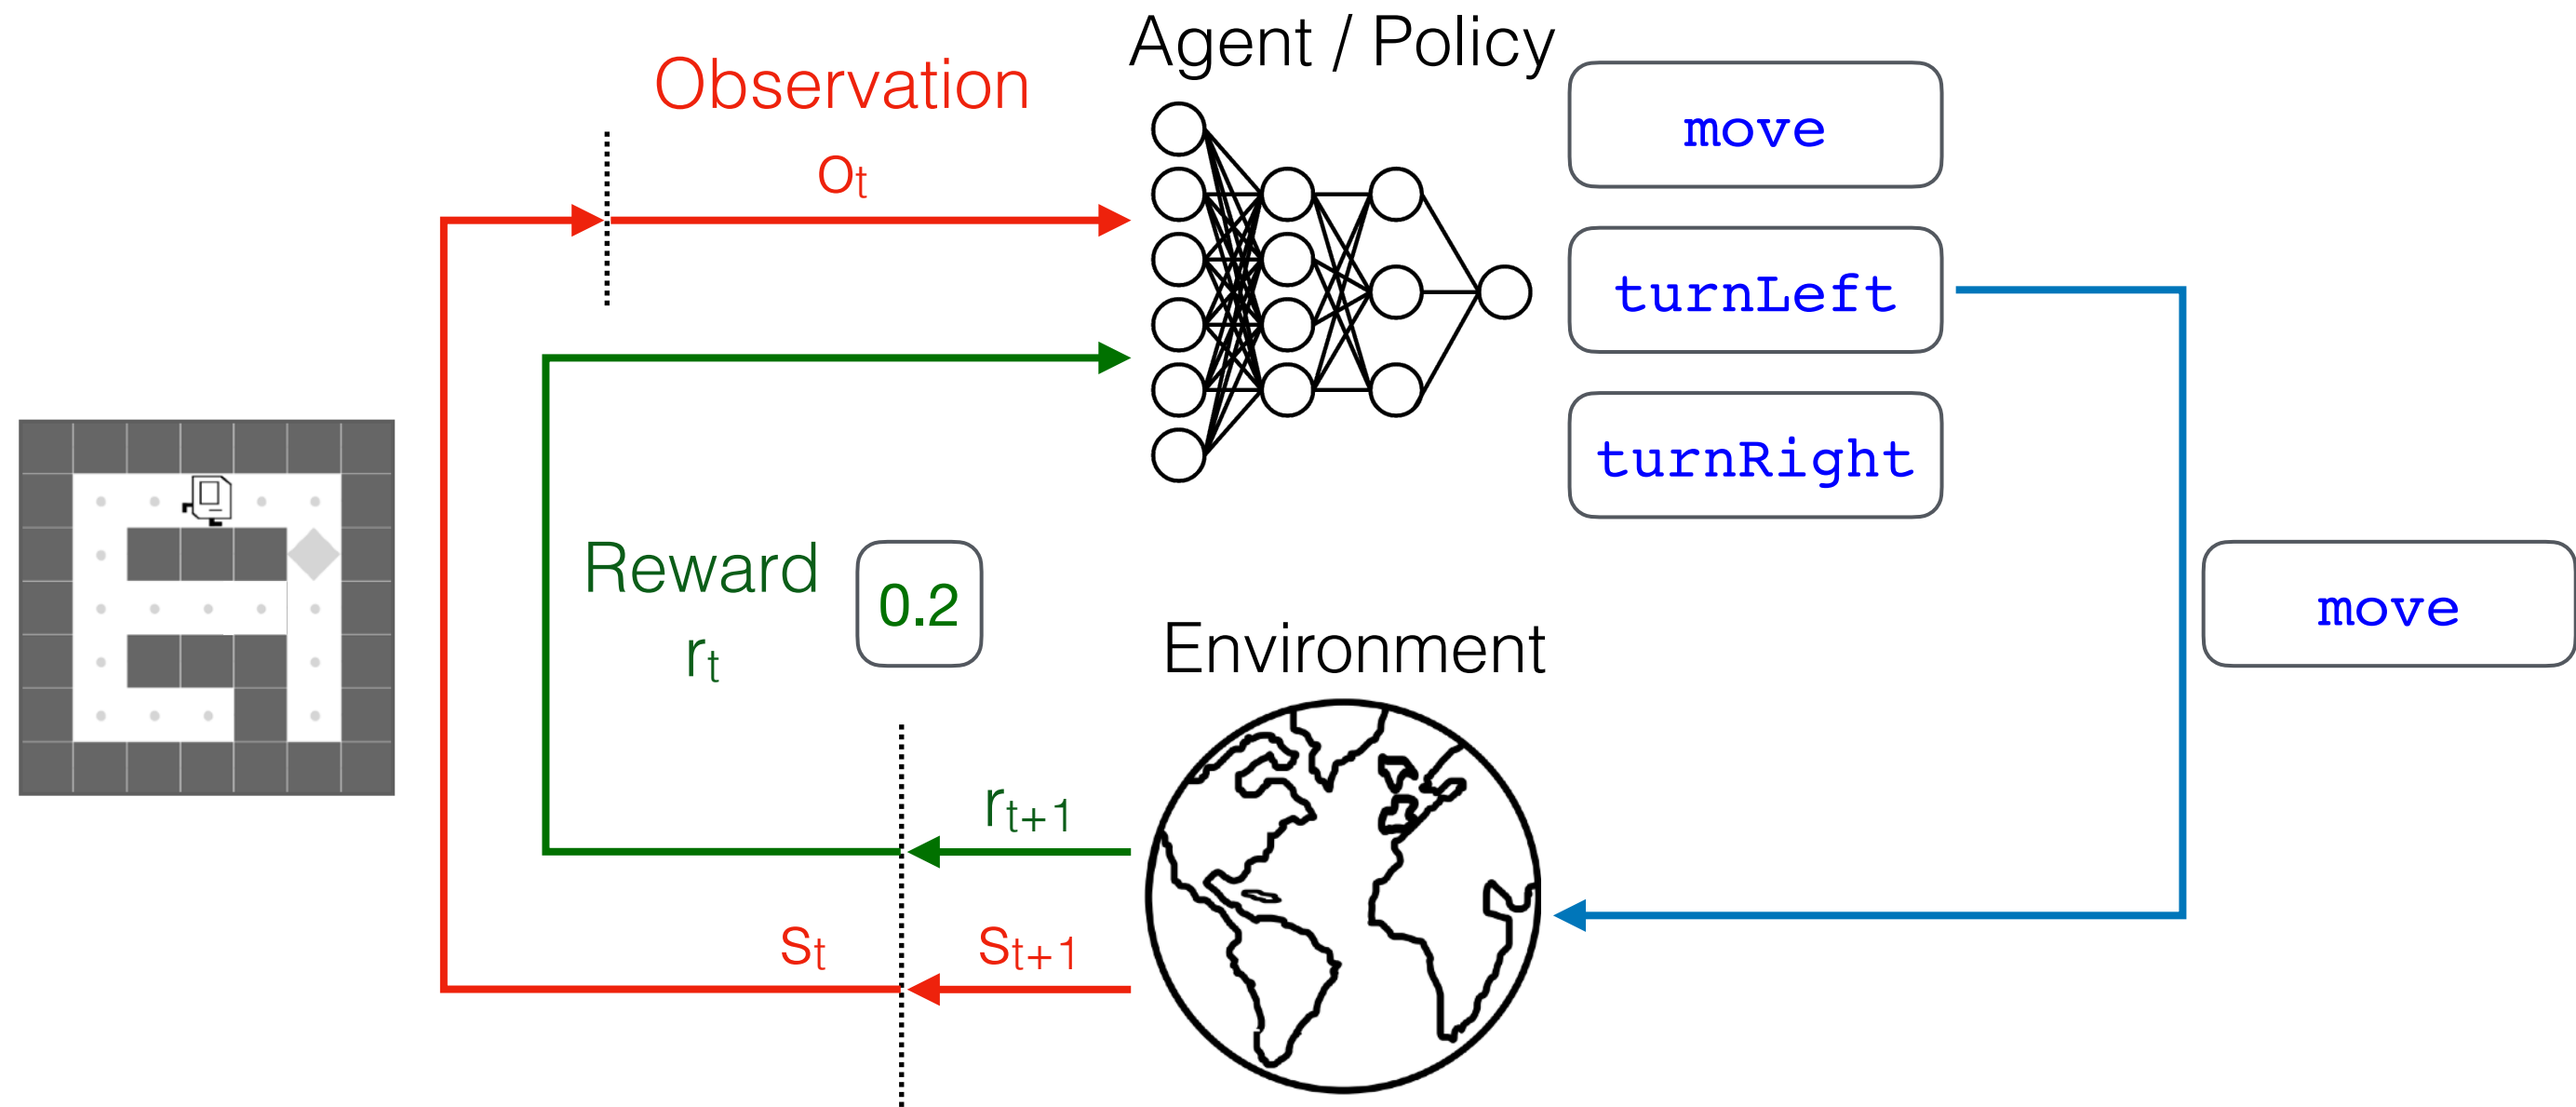 Agent / Policy
Observation
ot
move
turnLeft
turnRight
Reward
rt
0.2
move
Environment
rt+1
st
st+1